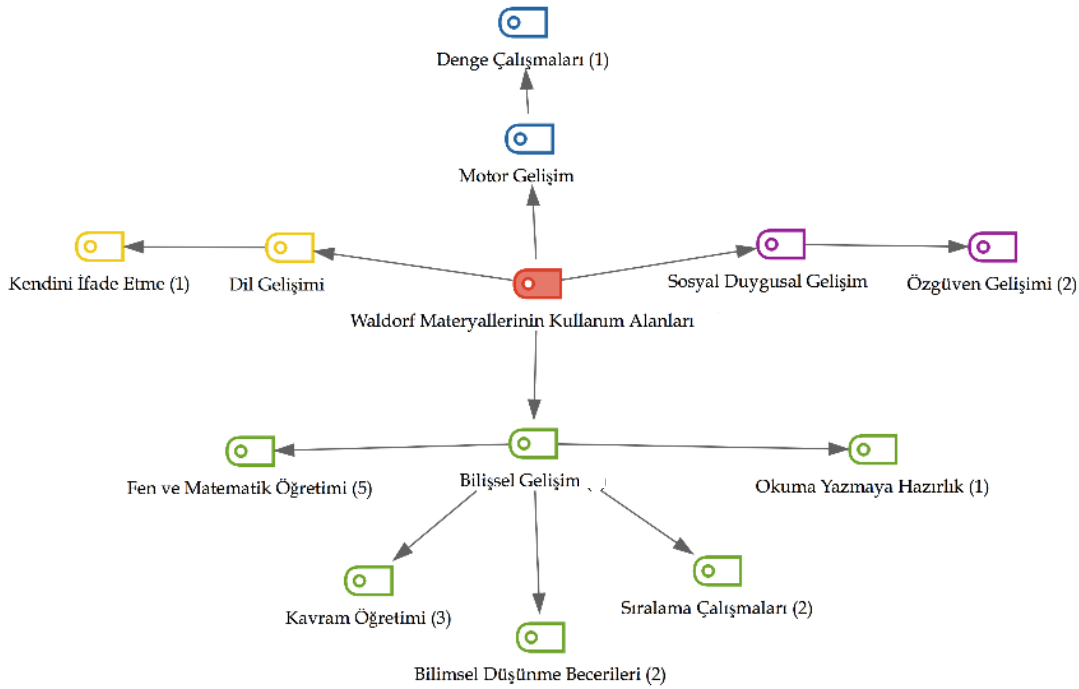 Denge Çalışmaları (1)
Motor Gelişim
Kendini İfade Etme (1)
Dil Gelişimi
Sosyal Duygusal Gelişim
Özgüven Gelişimi (2)
Waldorf Materyallerinin Kullanım Alanları
Fen ve Matematik Öğretimi (5)
Bilişsel Gelişim
Okuma Yazmaya Hazırlık (1)
Kavram Öğretimi (3)
Sıralama Çalışmaları (2)
Bilimsel Düşünme Becerileri (2)